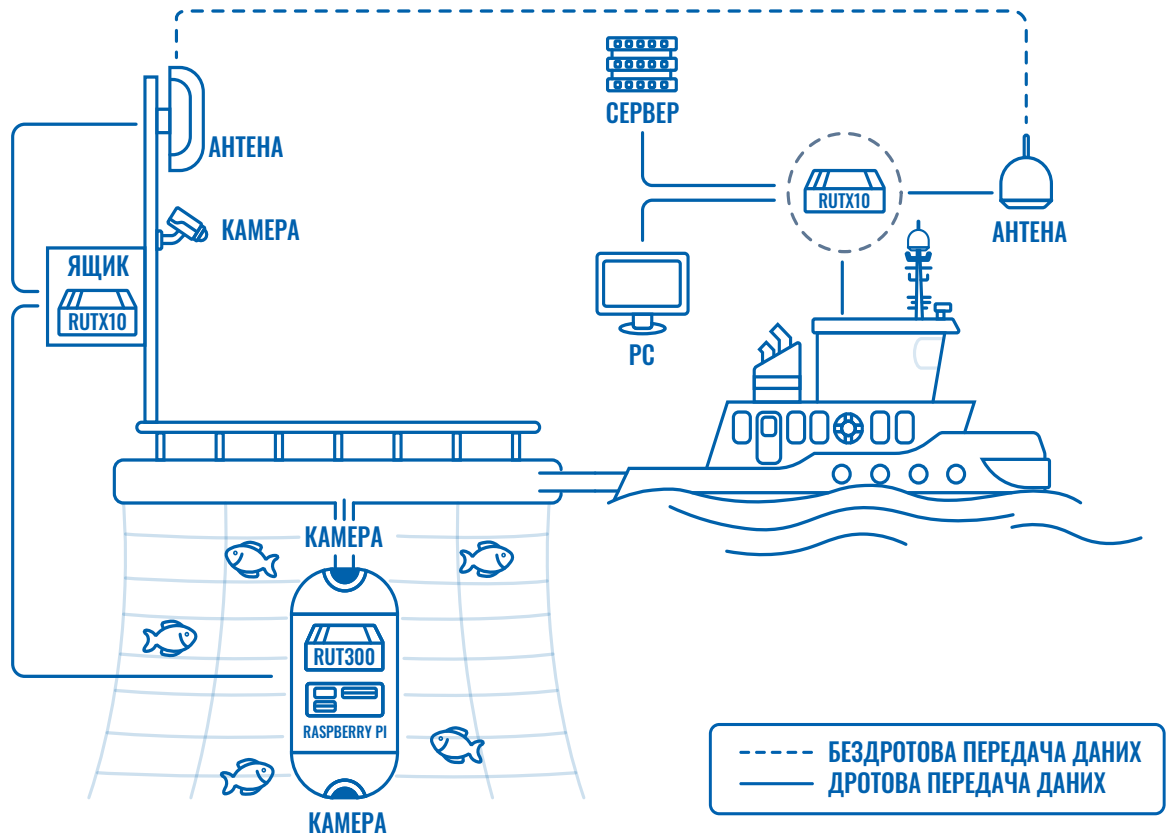 СЕРВЕР
АНТЕНА
RUTX10
КАМЕРА
АНТЕНА
ЯЩИК
RUTX10
PC
КАМЕРА
RUT300
RASPBERRY PI
КАМЕРА
БЕЗДРОТОВА ПЕРЕДАЧА ДАНИХ
ДРОТОВА ПЕРЕДАЧА ДАНИХ